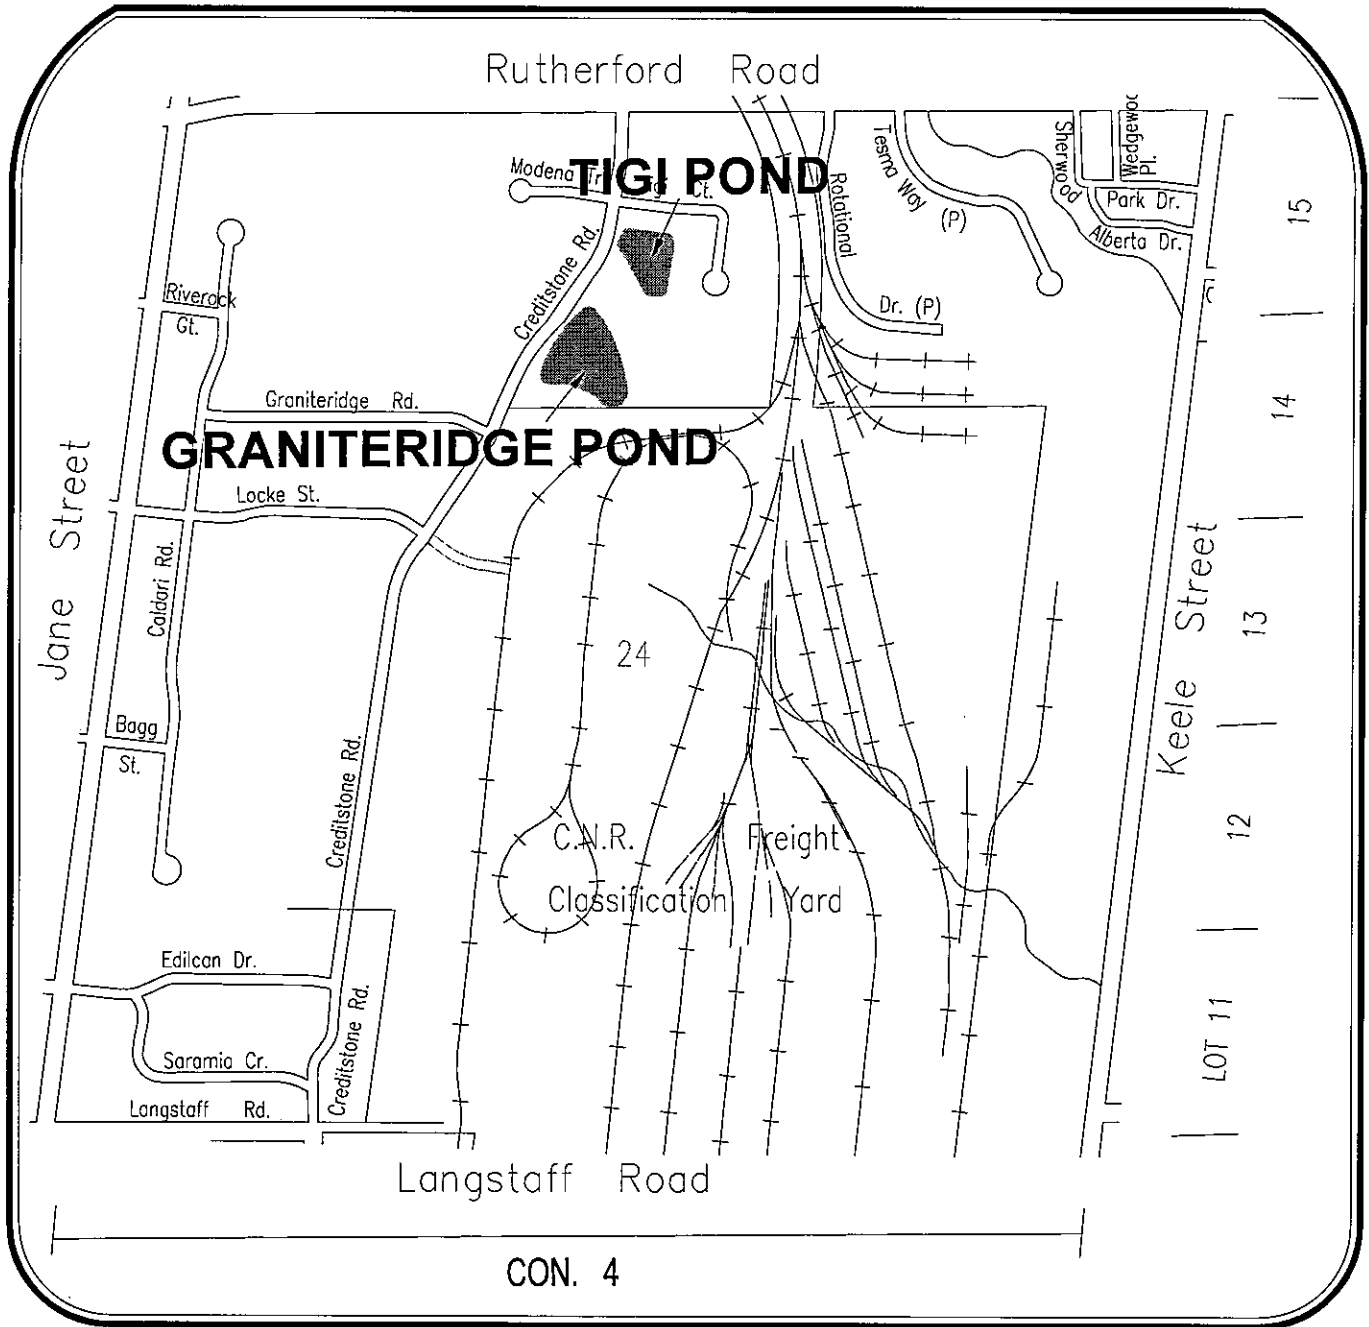 Rutherford Road
TIGI POND
Modena Tr.
Ct.
Rotational
Dr. (P)
Tesma Way (P)
Sherwood
Park Dr.
Wedgewood
Pl.
Alberta Dr.
15
Creditstone Rd.
Riverock
Gt.
Graniteridge Rd.
GRANITERIDGE POND
14
Locke St.
Jane Street
Caldari Rd.
Keele Street
13
24
Bagg
St.
Creditstone Rd.
C.N.R. Freight
Classification Yard
12
Edilcan Dr.
Creditstone Rd.
Saramia Cr.
Langstaff Rd.
LOT 11
Langstaff Road
CON. 4